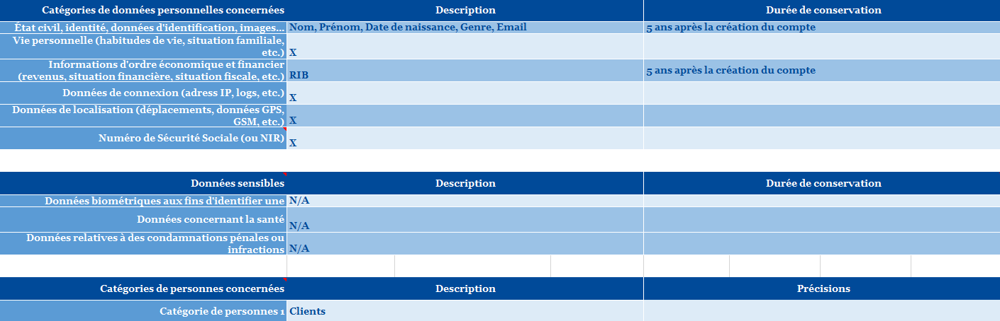 Catégories de données personnelles concernées Description Durée de conservation
État civil, identité, données d'identification, images... Nom, Prénom, Date de naissance, Genre, Email 5 ans après la création du compte
Vie personnelle (habitudes de vie, situation familiale,
etc.) X
Informations d'ordre économique et financier
(revenus, situation financière, situation fiscale, etc.) RIB 5 ans après la création du compte
Données de connexion (adress IP, logs, etc.) X
Données de localisation (déplacements, données GPS,
GSM, etc.) X
Numéro de Sécurité Sociale (ou NIR) X
Données sensibles Description Durée de conservation
Données biométriques aux fins d'identifier une N/A
Données concernant la santé N/A
Données relatives à des condamnations pénales ou
infractions N/A
Catégories de personnes concernées Description Précisions
Catégorie de personnes 1 Clients